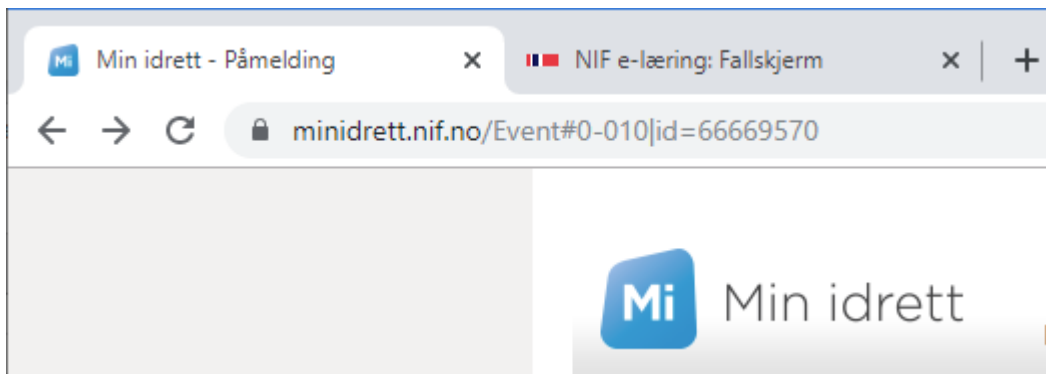 Mi Min idrett - Påmelding NIF e-læring: Fallskjerm
minidrett.nif.no/Event#0-010|id=66669570
Mi Min idrett